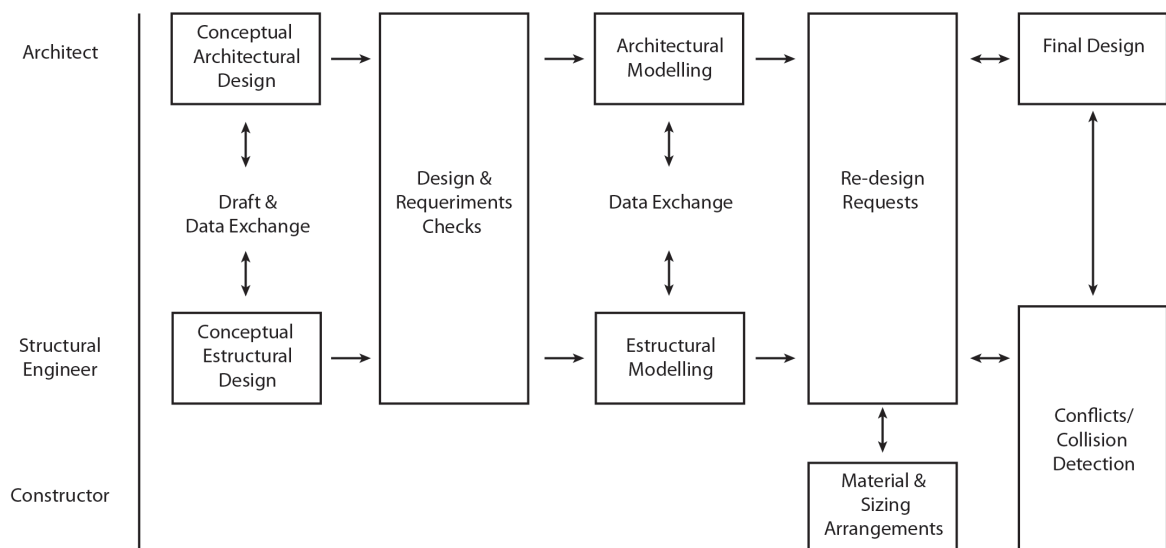 Architect
Conceptual
Architectural
Design
Architectural
Modelling
Final Design
Draft &
Data Exchange
Design &
Requeriments
Checks
Data Exchange
Re-design
Requests
Structural
Engineer
Conceptual
Estructural
Design
Estructural
Modelling
Conflicts/
Collision
Detection
Constructor
Material &
Sizing
Arrangements